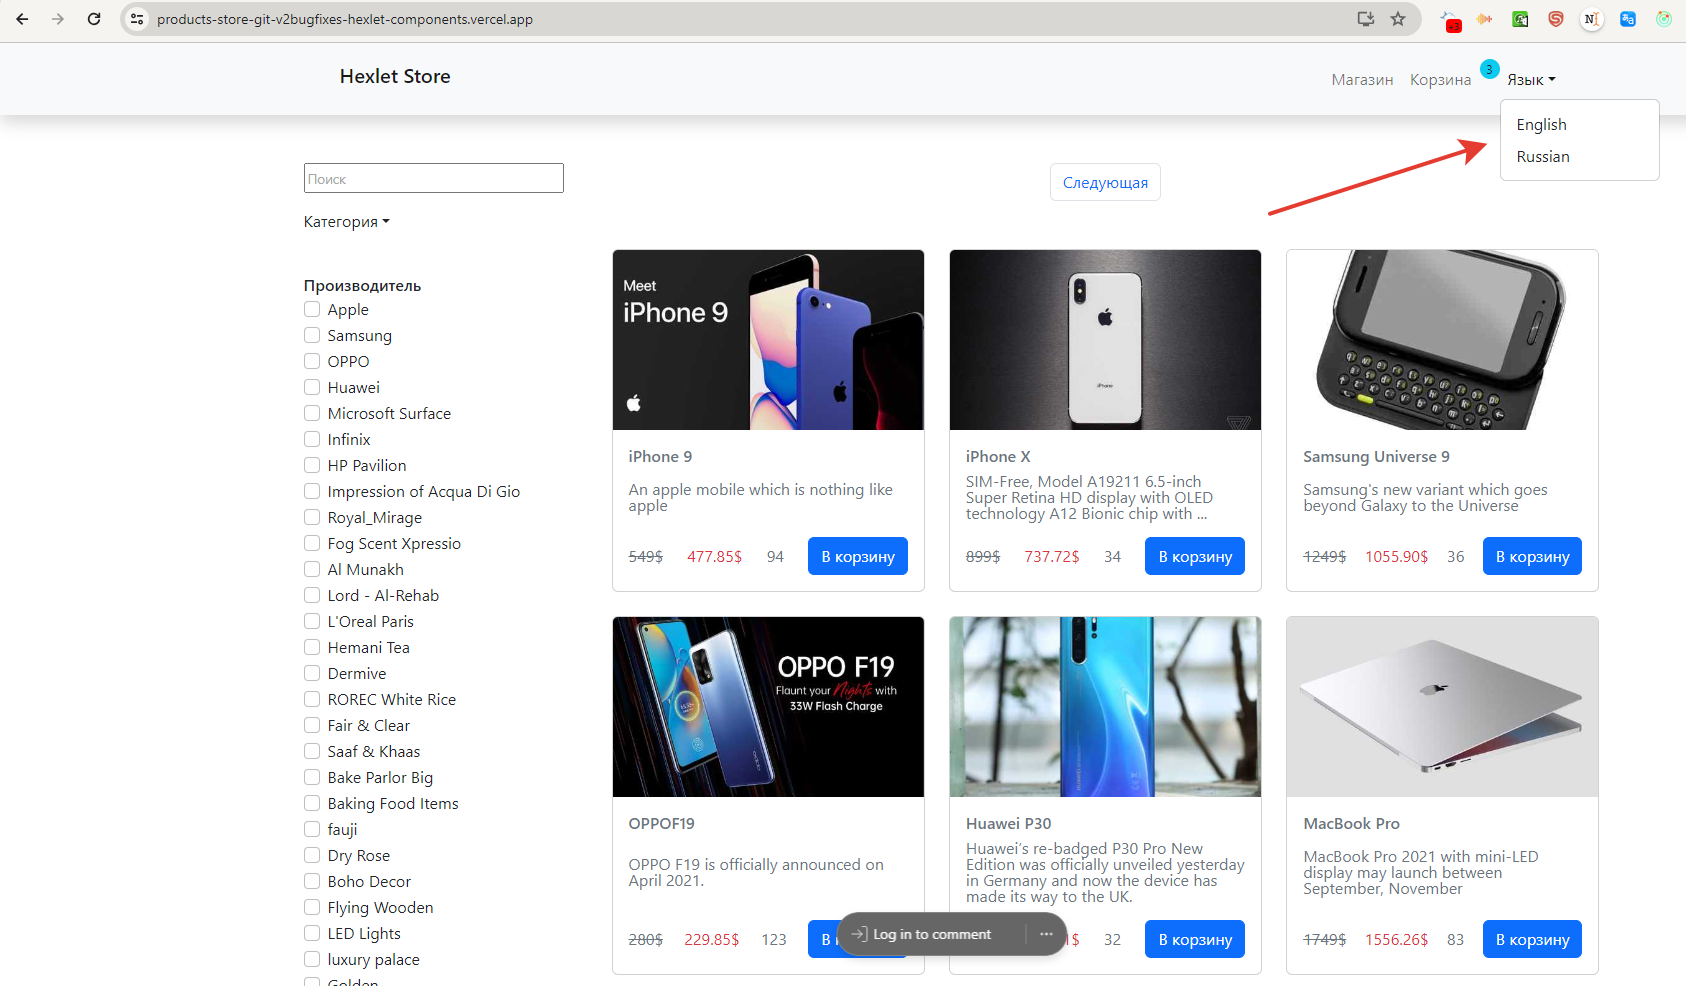 products-store-git-v2bugfixes-hexlet-components.vercel.app
Hexlet Store
Магазин
Корзина
3
Язык
English
Russian
Поиск
Следующая
Категория
Производитель
Apple
Samsung
OPPO
Huawei
Microsoft Surface
Infinix
HP Pavilion
Impression of Acqua Di Gio
Royal_Mirage
Fog Scent Xpressio
Al Munakh
Lord - Al-Rehab
L'Oreal Paris
Hemani Tea
Dermive
ROREC White Rice
Fair & Clear
Saaf & Khaas
Bake Parlor Big
Baking Food Items
fauji
Dry Rose
Boho Decor
Flying Wooden
LED Lights
luxury palace
Golden
Meet
iPhone 9
iPhone 9
An apple mobile which is nothing like
apple
549$ 477.85$ 94 В корзину
iPhone
iPhone X
SIM-Free, Model A19211 6.5-inch
Super Retina HD display with OLED
technology A12 Bionic chip with ...
899$ 737.72$ 34 В корзину
Samsung Universe 9
Samsung's new variant which goes
beyond Galaxy to the Universe
1249$ 1055.90$ 36 В корзину
OPPO F19
Flaunt your Nights with
33W Flash Charge
OPPOF19
OPPO F19 is officially announced on
April 2021.
280$ 229.85$ 123 В
Huawei P30
Huawei's re-badged P30 Pro New
Edition was officially unveiled yesterday
in Germany and now the device has
made its way to the UK.
$ 32 В корзину
MacBook Pro
MacBook Pro 2021 with mini-LED
display may launch between
September, November
1749$ 1556.26$ 83 В корзину
Log in to comment